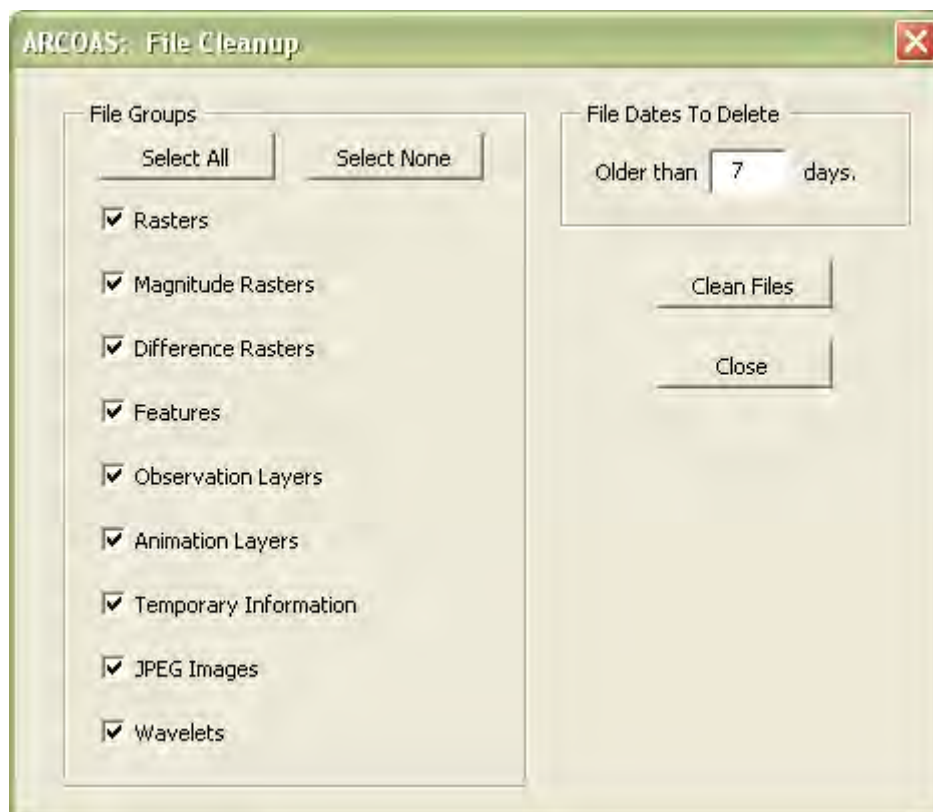 ARCOAS: File Cleanup
File Groups
Select All Select None
Rasters
Magnitude Rasters
Difference Rasters
Features
Observation Layers
Animation Layers
Temporary Information
JPEG Images
Wavelets
File Dates To Delete
Older than 7 days.
Clean Files
Close